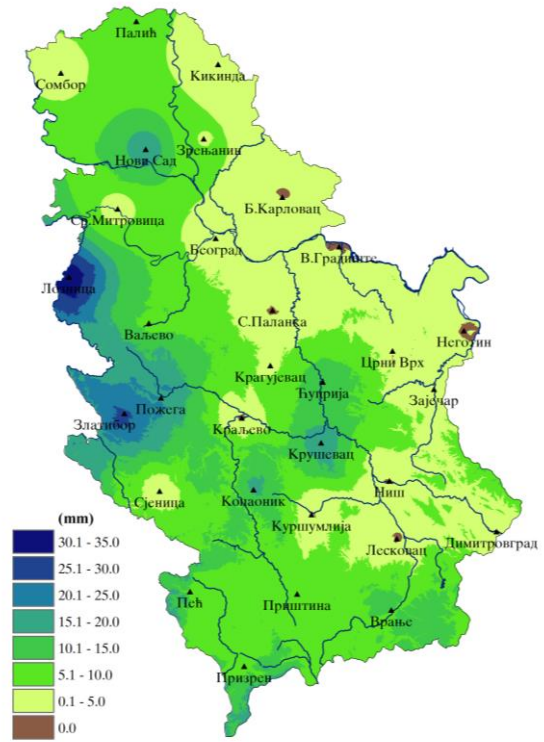 Палић
Сомбор
Кикинда
Нови Сад
Зрењанин
Б.Карловац
Ср.Митровица
Београд
В.Градиште
Лозница
С.Паланка
Ваљево
Неготин
Црни Врх
Крагујевац
Ћуприја
Зајечар
Пожега
Златибор
Краљево
Крушевац
Ниш
Сјеница
Копаоник
Куршумлија
Лесковац
Димитровград
Пећ
Приштина
Врање
Призрен
(mm)
30.1 - 35.0
25.1 - 30.0
20.1 - 25.0
15.1 - 20.0
10.1 - 15.0
5.1 - 10.0
0.1 - 5.0
0.0